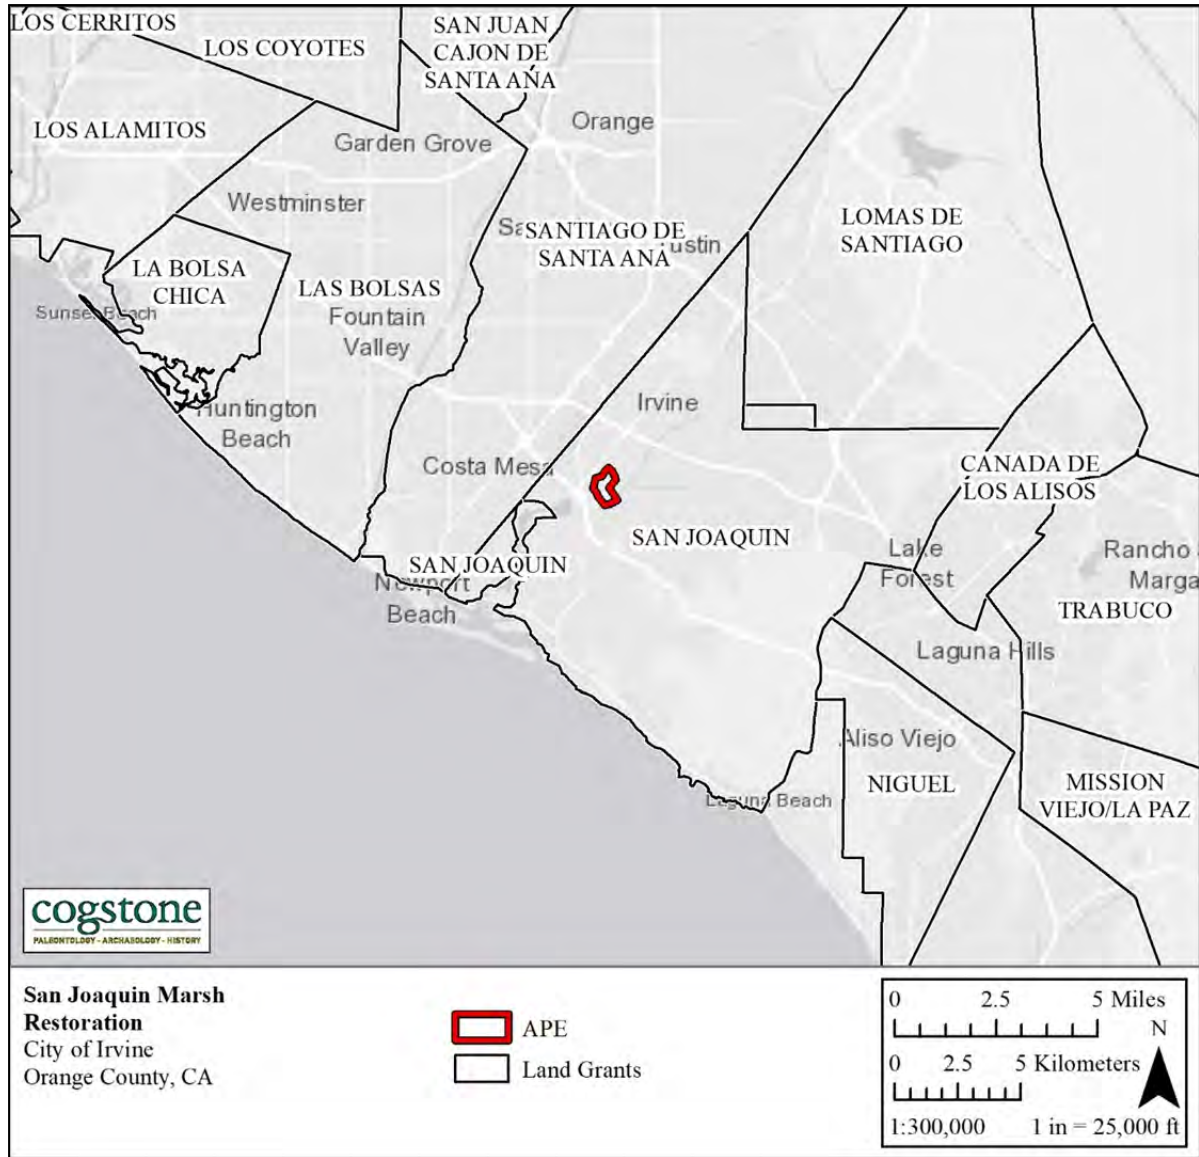 LOS CERRITOS
LOS COYOTES
SAN JUAN
CAJON DE
SANTA ANA
LOS ALAMITOS
Orange
Garden Grove
Westminster
SANTIAGO DE
SANTA ANA
LOMAS DE
SANTIAGO
LA BOLSA
CHICA
LAS BOLSAS
Sunset Beach
Fountain
Valley
Huntington
Beach
Irvine
Costa Mesa
CANADA DE
LOS ALISOS
SAN JOAQUIN
SAN JOAQUIN
Lake
Forest
Rancho
Marga
Newport
Beach
TRABUCO
Laguna Hills
Aliso Viejo
NIGUEL
MISSION
VIEJO/LA PAZ
Laguna Beach
cogstone
PALEONTOLOGY - ARCHAEOLOGY - HISTORY
San Joaquin Marsh
Restoration
City of Irvine
Orange County, CA
APE
Land Grants
0 2.5 5 Miles
N
0 2.5 5 Kilometers
1:300,000 1 in = 25,000 ft